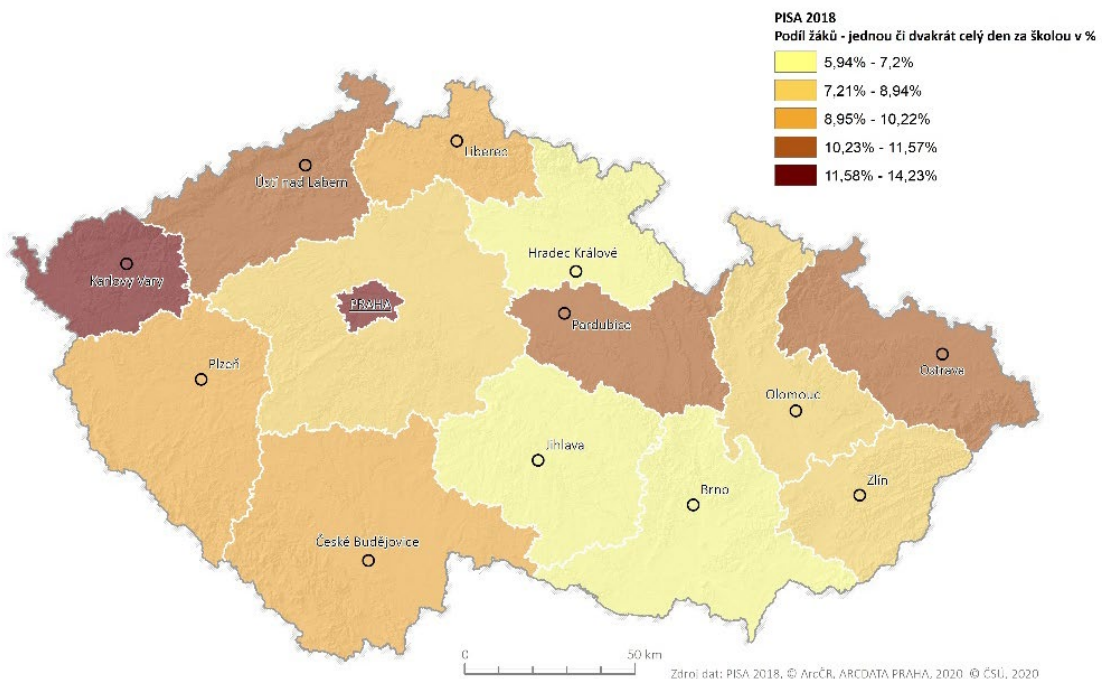 PISA 2018
Podíl žáků - jednou či dvakrát celý den za školou v %
5,94% - 7,2%
7,21% - 8,94%
8,95% - 10,22%
10,23% - 11,57%
11,58% - 14,23%
Liberec
Ústí nad Labem
Hradec Králové
Karlovy Vary
PRAHA
Pardubice
Ostrava
Plzeň
Olomouc
Jihlava
Zlín
Brno
České Budějovice
0 50 km
Zdroj dat: PISA 2018, © ArcČR, ARCDATA PRAHA, 2020 © ČSÚ, 2020